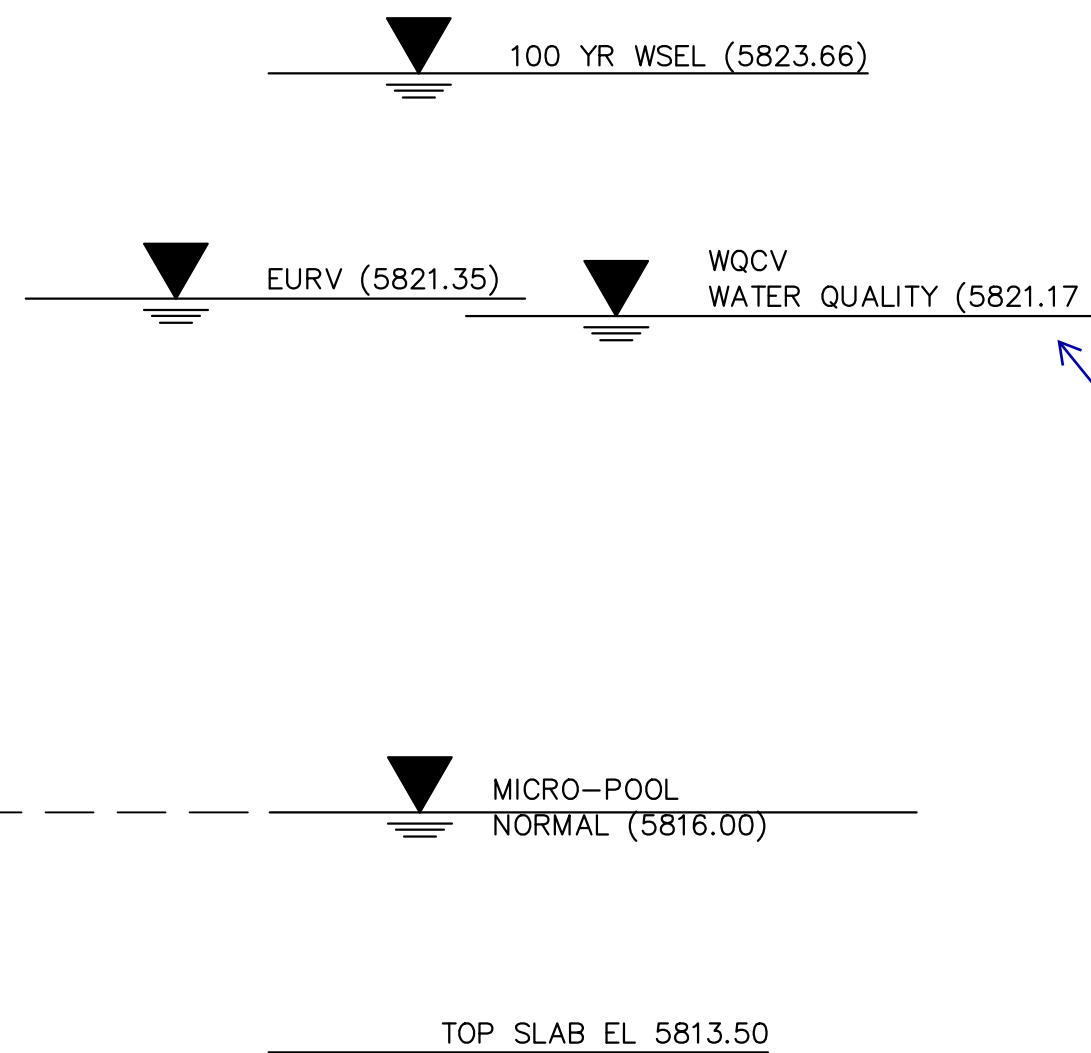 100 YR WSEL (5823.66)
EURV (5821.35)
WQCV
WATER QUALITY (5821.17
MICRO-POOL
NORMAL (5816.00)
TOP SLAB EL 5813.50